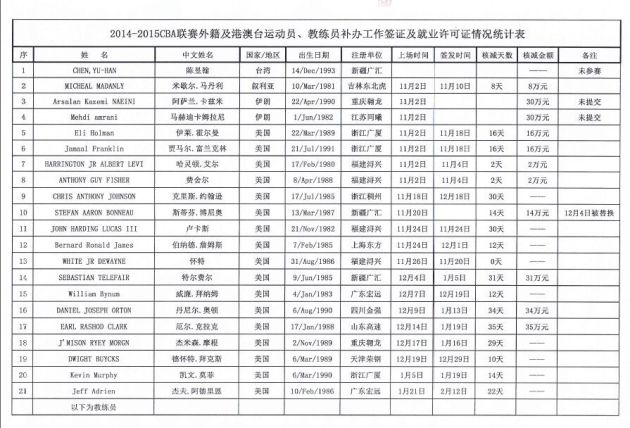 2014-2015CBA联赛外籍及港澳台运动员、教练员补办工作签证及就业许可证情况统计表
序 姓 名 中文姓名 国家/地区 出生日期 注册单位 上场时间 签发时间 核减天数 核减金额 备注
1 CHEN,YU-HAN 陈昱翰 台湾 14/Dec/1993 新疆广汇 —— 未参赛
2 MICHEAL MADANLY 米歇尔.马丹利 叙利亚 10/Mar/1981 吉林东北虎 11月2日 11月10日 8天 8万元
3 Arsalan Kazemi NAEINI 阿萨兰.卡兹米 伊朗 22/Apr/1990 重庆翱龙 11月2日 30万元 未提交
4 Mehdi amrani 马赫迪卡姆拉尼 伊朗 1/Jun/1982 江苏同曦 11月2日 30万元 未提交
5 Eli Holman 伊莱.霍尔曼 美国 22/Mar/1989 浙江广厦 11月2日 11月18日 16天 16万元
6 Jamaal Franklin 贾马尔.富兰克林 美国 21/Jul/1991 浙江广厦 11月2日 11月18日 16天 16万元
7 HARRINGTON JR ALBERT LEVI 哈灵顿.艾尔 美国 17/Feb/1980 福建浔兴 11月2日 11月4日 2天 2万元
8 ANTHONY GUY FISHER 费舍尔 美国 8/Apr/1988 福建浔兴 11月2日 11月4日 2天 2万元
9 CHRIS ANTHONY JOHNSON 克里斯.约翰逊 美国 17/Jul/1985 浙江稠州 11月18日 12月18日 30天 ——
10 STEFAN AARON BONNEAU 斯蒂芬.博尼奥 美国 13/Mar/1987 新疆广汇 11月20日 14天 14万元 12月4日被替换
11 JOHN HARDING LUCAS III 卢卡斯 美国 21/Nov/1982 福建浔兴 11月24日 11月24日 30天 ——
12 Bernard Ronald James 伯纳德.詹姆斯 美国 7/Feb/1985 上海东方 11月24日 12月1日 12天 ——
13 WHITE JR DEWAYNE 怀特 美国 31/Aug/1986 福建浔兴 11月26日 11月20日 0天 ——
14 SEBASTIAN TELEFAIR 特尔费尔 美国 9/Jun/1985 新疆广汇 12月4日 1月5日 31天 31万元
15 William Bynum 威廉.拜纳姆 美国 4/Jan/1983 广东宏远 12月7日 12月19日 12天 ——
16 DANIEL JOSEPH ORTON 丹尼尔.奥顿 美国 6/Aug/1990 四川金强 12月9日 1月13日 34天 34万元
17 EARL RASHOD CLARK 厄尔.克拉克 美国 17/Jan/1988 山东高速 12月14日 1月19日 35天 35万元
18 J'MISON RYEY MORGN 杰米森.摩根 美国 2/Nov/1989 重庆翱龙 12月17日 1月16日 29天 ——
19 DWIGHT BUYCKS 德怀特.拜克斯 美国 6/Mar/1989 天津荣钢 12月19日 12月29日 10天 ——
20 Kevin Murphy 凯文.莫菲 美国 6/Mar/1990 浙江广厦 1月5日 1月19日 14天 ——
21 Jeff Adrien 杰夫.阿德里恩 美国 10/Feb/1986 广东宏远 1月21日 2月12日 22天 ——
以下为教练员